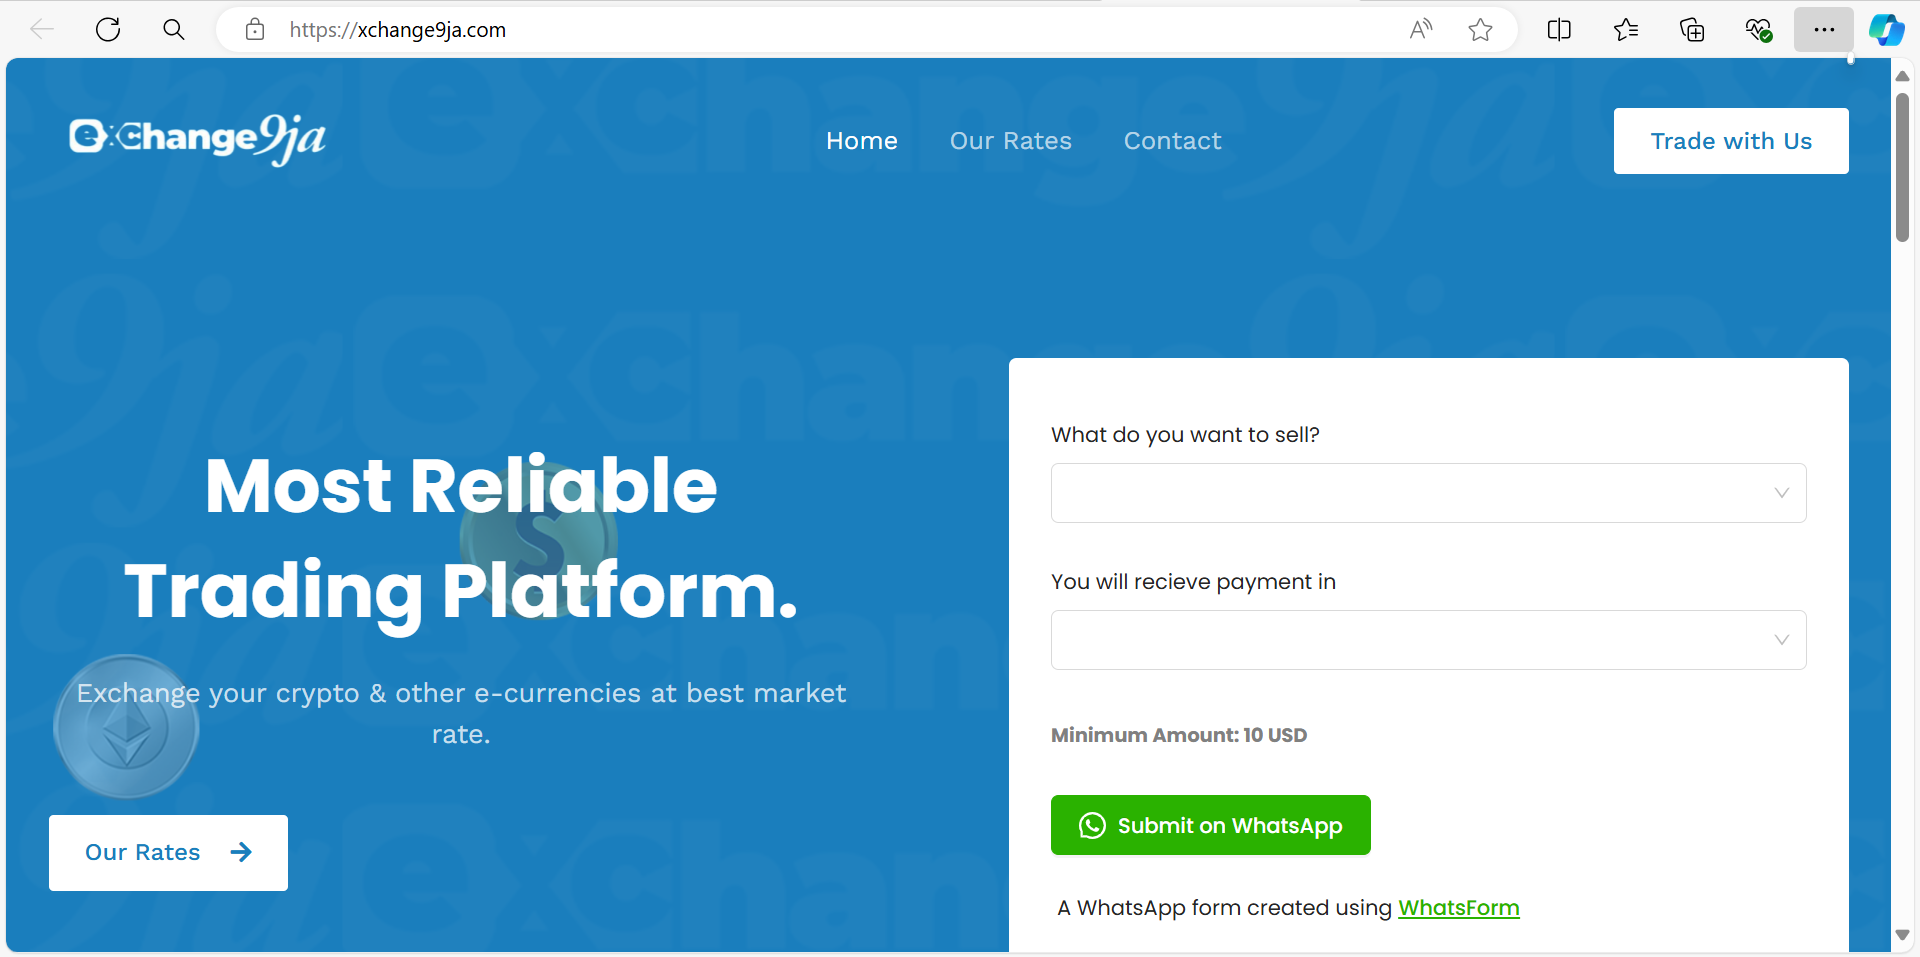 https://xchange9ja.com
exchange9ja
Home
Our Rates
Contact
Trade with Us
Most Reliable
Trading Platform.
Exchange your crypto & other e-currencies at best market
rate.
Our Rates
What do you want to sell?
You will recieve payment in
Minimum Amount: 10 USD
Submit on WhatsApp
A WhatsApp form created using WhatsForm